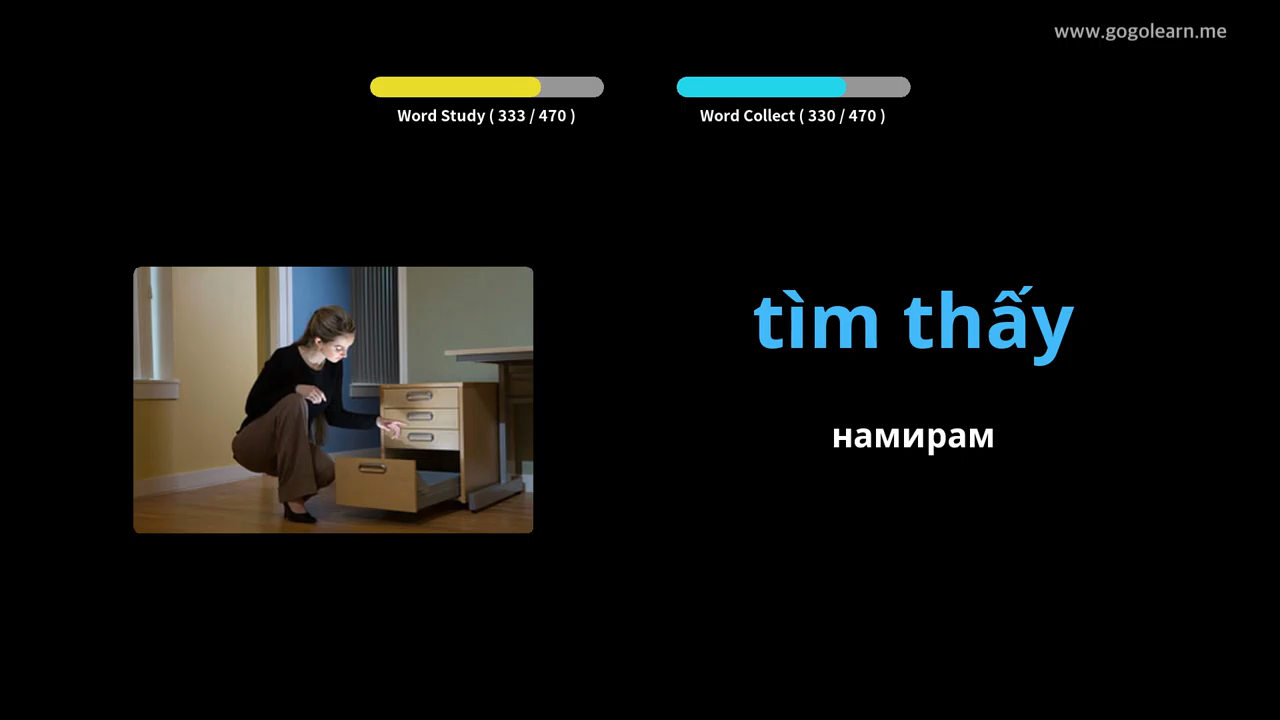 www.gogolearn.me
Word Study ( 333 / 470 )
Word Collect ( 330 / 470 )
tìm thấy
намирам